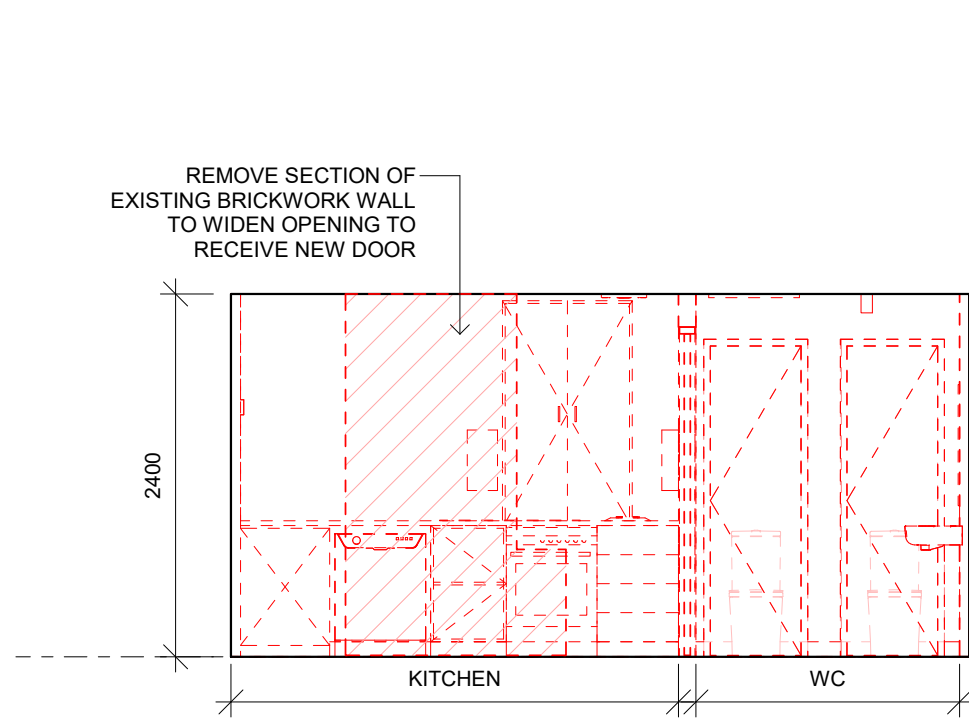 REMOVE SECTION OF
EXISTING BRICKWORK WALL
TO WIDEN OPENING TO
RECEIVE NEW DOOR
2400
KITCHEN
WC